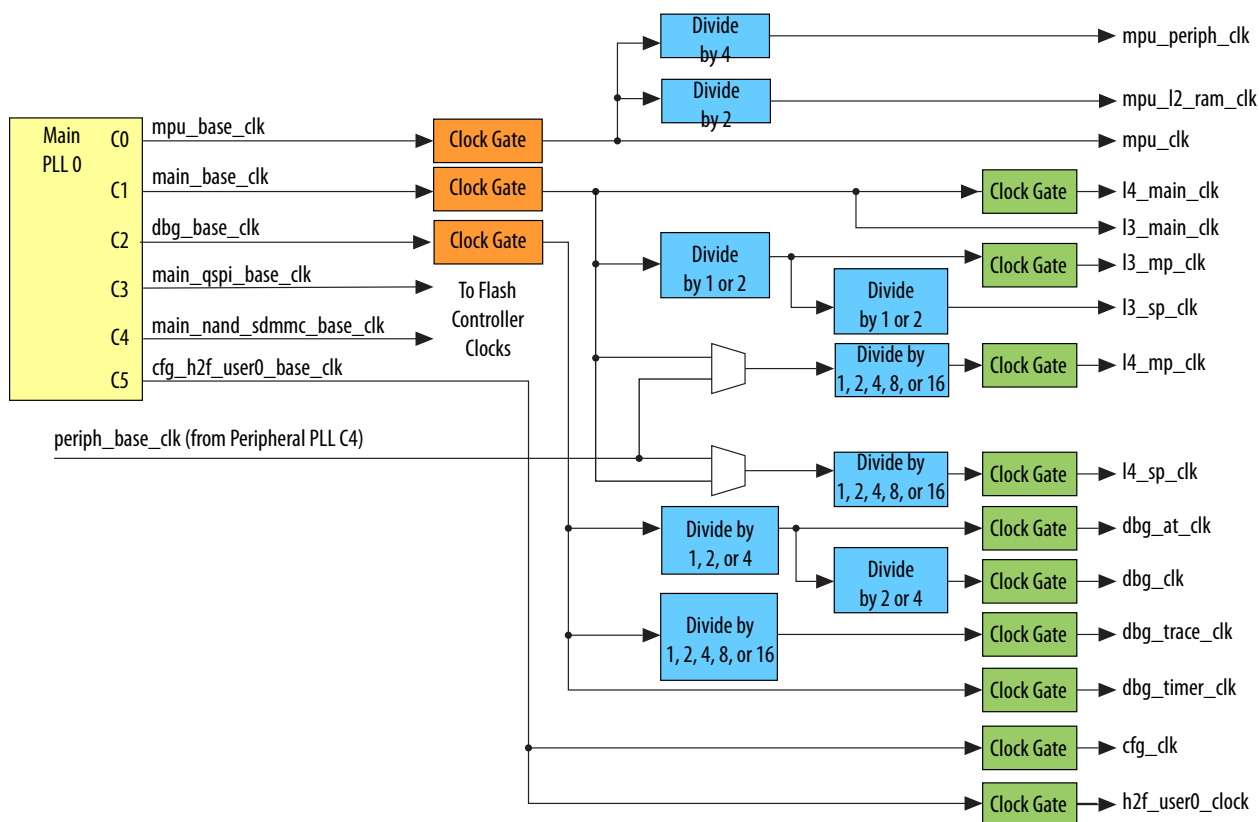 Main
PLL 0
C0
C1
C2
C3
C4
C5
mpu_base_clk
main_base_clk
dbg_base_clk
main_qspi_base_clk
main_nand_sdmmc_base_clk
cfg_h2f_user0_base_clk
periph_base_clk (from Peripheral PLL C4)
Clock Gate
Clock Gate
Clock Gate
To Flash
Controller
Clocks
Divide
by 4
Divide
by 2
Divide
by 1 or 2
Divide
by 1 or 2
Divide by
1, 2, 4, 8, or 16
Divide by
1, 2, 4, 8, or 16
Divide by
1, 2, or 4
Divide
by 2 or 4
Divide by
1, 2, 4, 8, or 16
Clock Gate
Clock Gate
Clock Gate
Clock Gate
Clock Gate
Clock Gate
Clock Gate
Clock Gate
Clock Gate
Clock Gate
mpu_periph_clk
mpu_l2_ram_clk
mpu_clk
l4_main_clk
l3_main_clk
l3_mp_clk
l3_sp_clk
l4_mp_clk
l4_sp_clk
dbg_at_clk
dbg_clk
dbg_trace_clk
dbg_timer_clk
cfg_clk
h2f_user0_clock